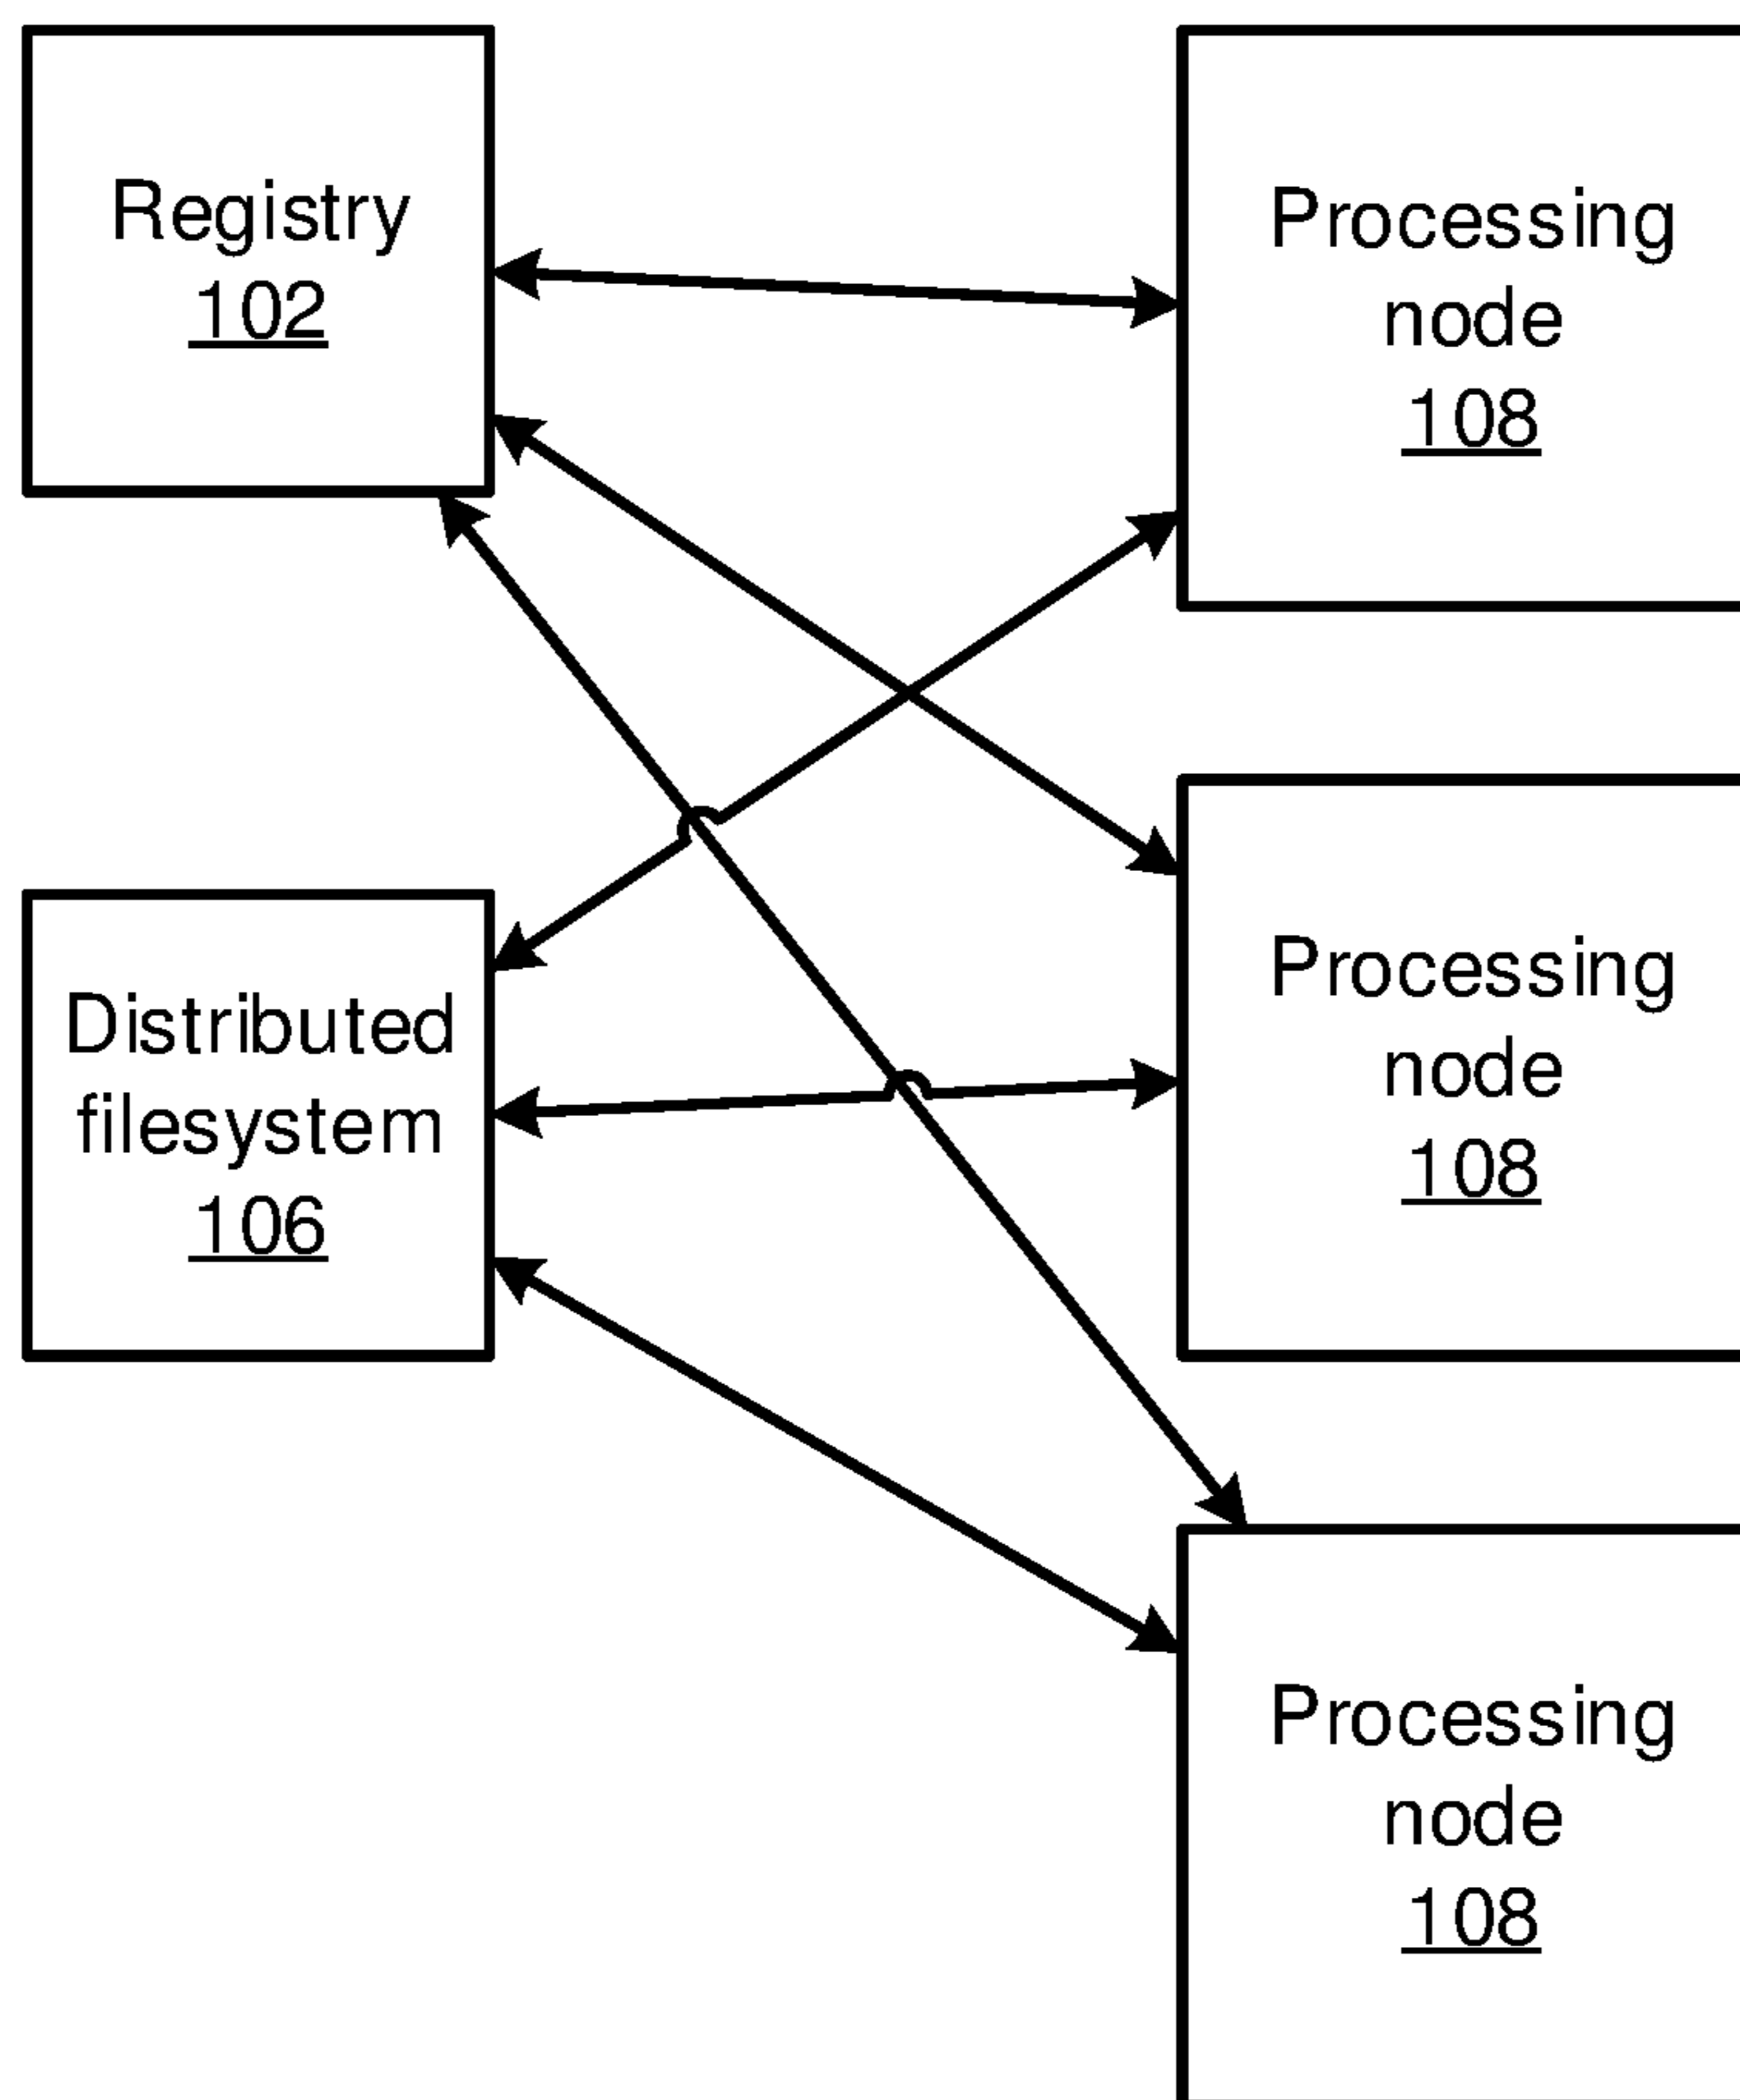 Registry
102
Processing
node
108
Distributed
filesystem
106
Processing
node
108
Processing
node
108